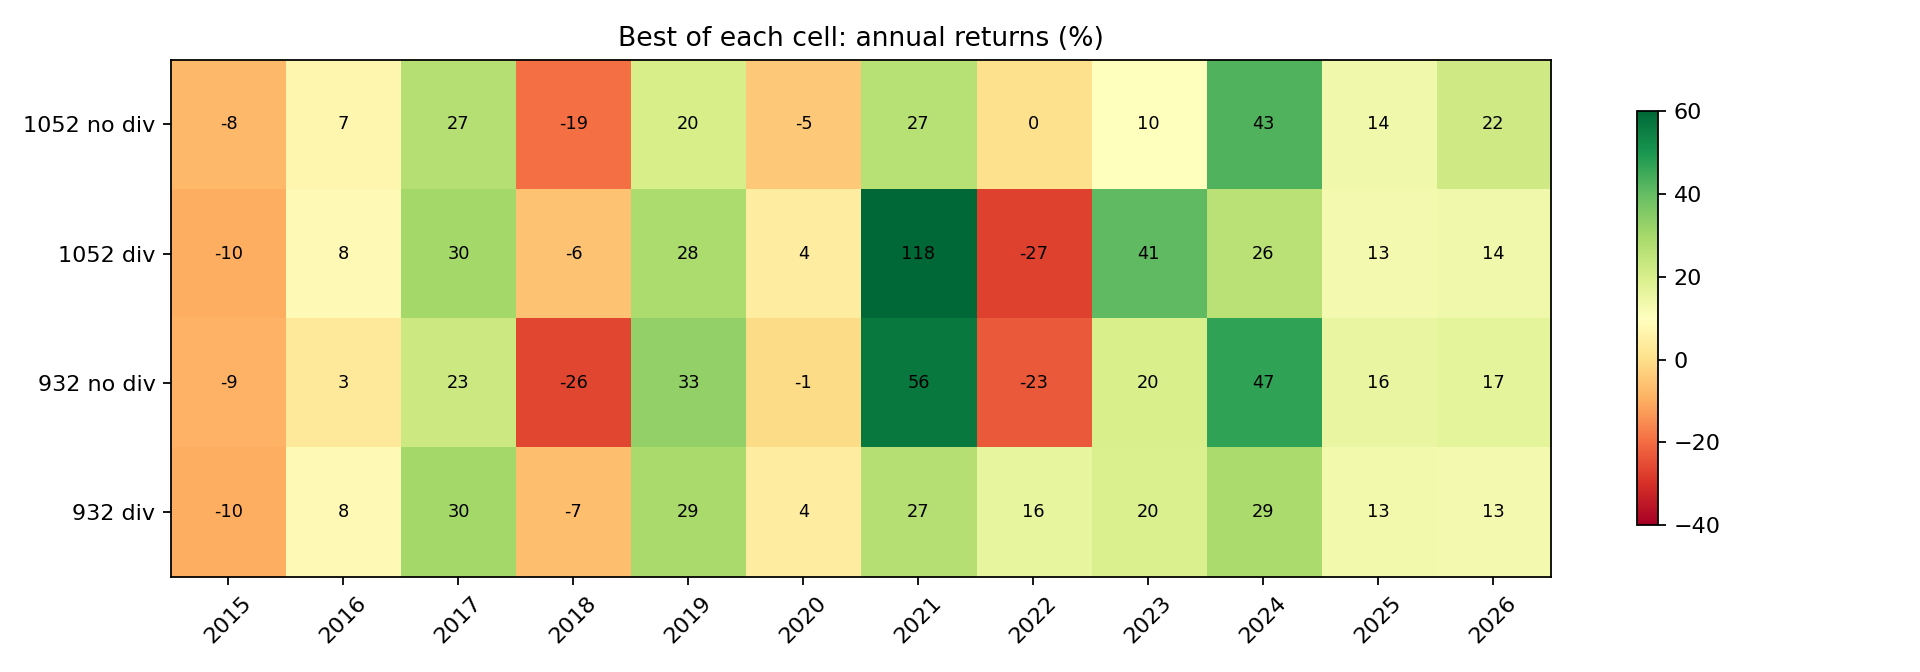 Best of each cell: annual returns (%)
1052 no div -8 7 27 -19 20 -5 27 0 10 43 14 22
1052 div -10 8 30 -6 28 4 118 -27 41 26 13 14
932 no div -9 3 23 -26 33 -1 56 -23 20 47 16 17
932 div -10 8 30 -7 29 4 27 16 20 29 13 13
2015 2016 2017 2018 2019 2020 2021 2022 2023 2024 2025 2026
60
40
20
0
−20
−40